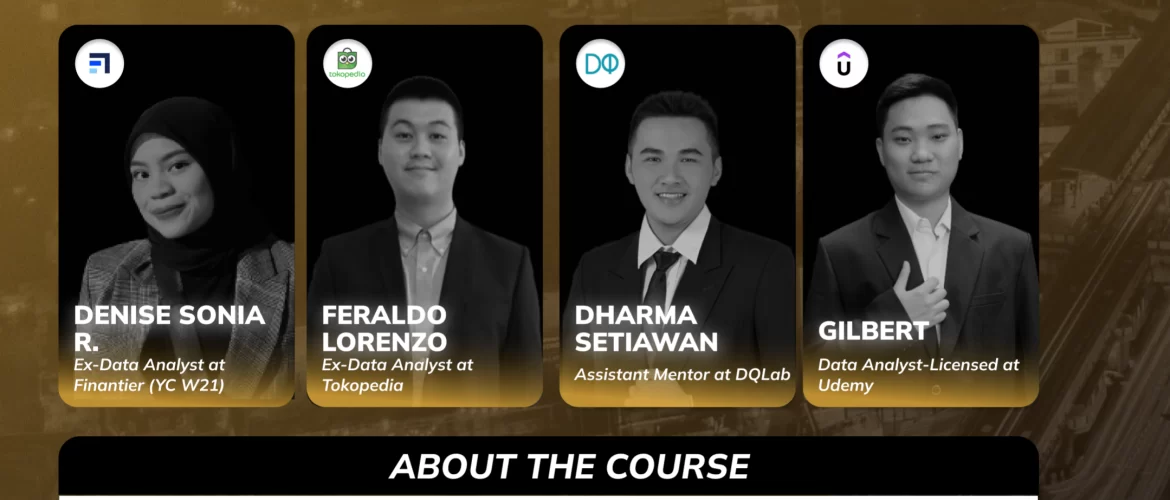 tokopedia
DENISE SONIA
R.
Ex-Data Analyst at
Finantier (YC W21)
FERALDO
LORENZO
Ex-Data Analyst at
Tokopedia
DQ
DHARMA
SETIAWAN
Assistant Mentor at DQLab
GILBERT
Data Analyst-Licensed at
Udemy
ABOUT THE COURSE